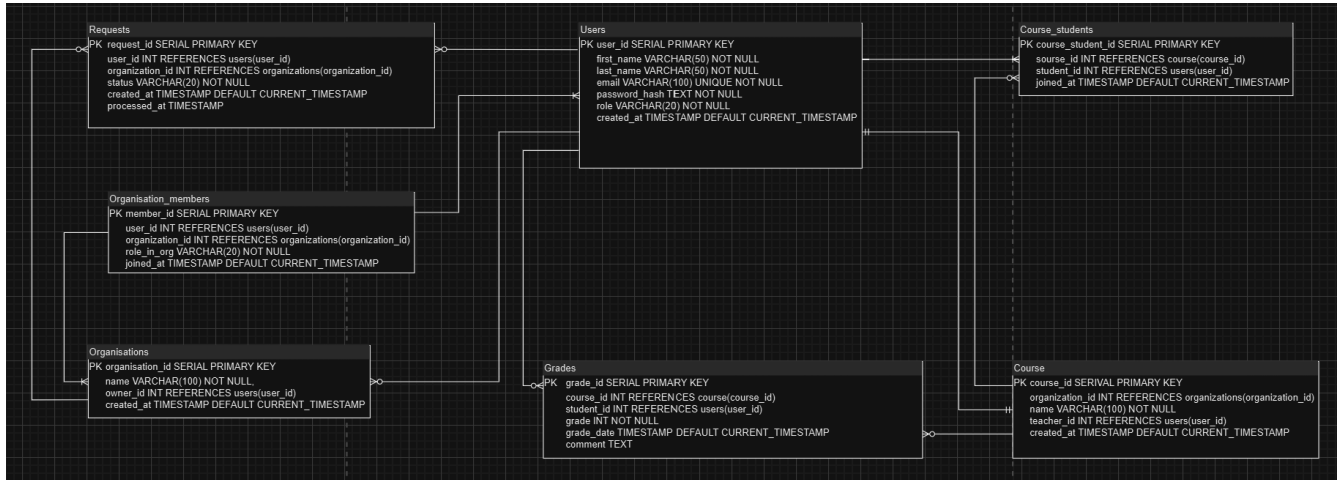 Requests
PK request_id SERIAL PRIMARY KEY
user_id INT REFERENCES users(user_id)
organization_id INT REFERENCES organizations(organization_id)
status VARCHAR(20) NOT NULL
created_at TIMESTAMP DEFAULT CURRENT_TIMESTAMP
processed_at TIMESTAMP
Users
PK user_id SERIAL PRIMARY KEY
first_name VARCHAR(50) NOT NULL
last_name VARCHAR(50) NOT NULL
email VARCHAR(100) UNIQUE NOT NULL
password_hash TEXT NOT NULL
role VARCHAR(20) NOT NULL
created_at TIMESTAMP DEFAULT CURRENT_TIMESTAMP
Course_students
PK course_student_id SERIAL PRIMARY KEY
sourse_id INT REFERENCES course(course_id)
student_id INT REFERENCES users(user_id)
joined_at TIMESTAMP DEFAULT CURRENT_TIMESTAMP
Organisation_members
PK member_id SERIAL PRIMARY KEY
user_id INT REFERENCES users(user_id)
organization_id INT REFERENCES organizations(organization_id)
role_in_org VARCHAR(20) NOT NULL
joined_at TIMESTAMP DEFAULT CURRENT_TIMESTAMP
Organisations
PK organisation_id SERIAL PRIMARY KEY
name VARCHAR(100) NOT NULL,
owner_id INT REFERENCES users(user_id)
created_at TIMESTAMP DEFAULT CURRENT_TIMESTAMP
Grades
PK grade_id SERIAL PRIMARY KEY
course_id INT REFERENCES course(course_id)
student_id INT REFERENCES users(user_id)
grade INT NOT NULL
grade_date TIMESTAMP DEFAULT CURRENT_TIMESTAMP
comment TEXT
Course
PK course_id SERIVAL PRIMARY KEY
organization_id INT REFERENCES organizations(organization_id)
name VARCHAR(100) NOT NULL
teacher_id INT REFERENCES users(user_id)
created_at TIMESTAMP DEFAULT CURRENT_TIMESTAMP